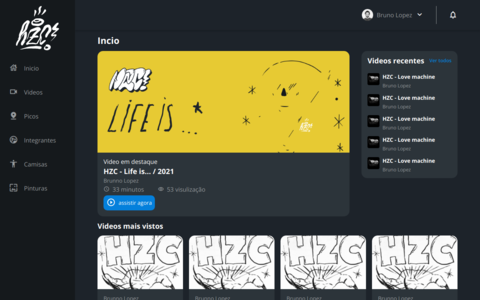 HZC
Bruno Lopez
Inicio
Videos
Picos
Integrantes
Camisas
Pinturas
Incio
HZC
LIFE IS...
Video em destaque
HZC - Life is... / 2021
Brunno Lopez
33 minutos
53 visulização
assistir agora
Videos recentes
Ver todos
HZC - Love machine
Bruno Lopez
HZC - Love machine
Bruno Lopez
HZC - Love machine
Bruno Lopez
HZC - Love machine
Bruno Lopez
HZC - Love machine
Bruno Lopez
Videos mais vistos
HZC
HZC
HZC
HZC
Brunno Lopez
Brunno Lopez
Brunno Lopez
Brunno Lopez